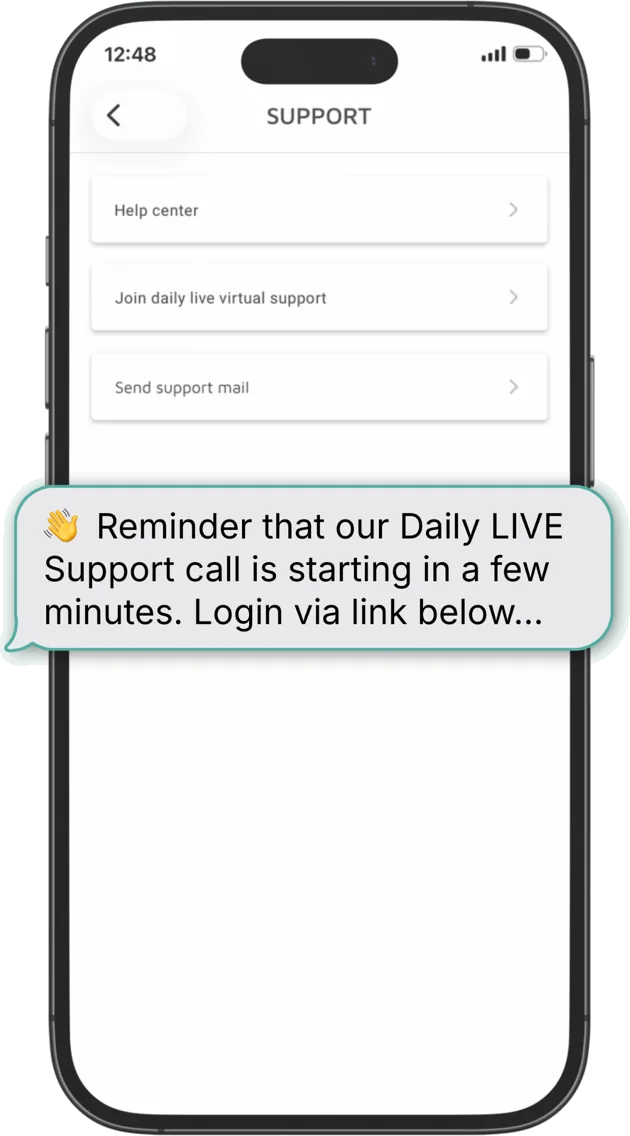 12:48
SUPPORT
Help center
Join daily live virtual support
Send support mail
👋 Reminder that our Daily LIVE
Support call is starting in a few
minutes. Login via link below...